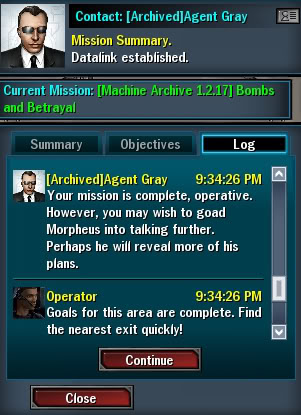 Contact: [Archived]Agent Gray
Mission Summary.
Datalink established.
Current Mission: [Machine Archive 1.2.17] Bombs
and Betrayal
Summary
Objectives
Log
[Archived]Agent Gray 9:34:26 PM
Your mission is complete, operative.
However, you may wish to goad
Morpheus into talking further.
Perhaps he will reveal more of his
plans.
Operator 9:34:26 PM
Goals for this area are complete. Find
the nearest exit quickly!
Continue
Close